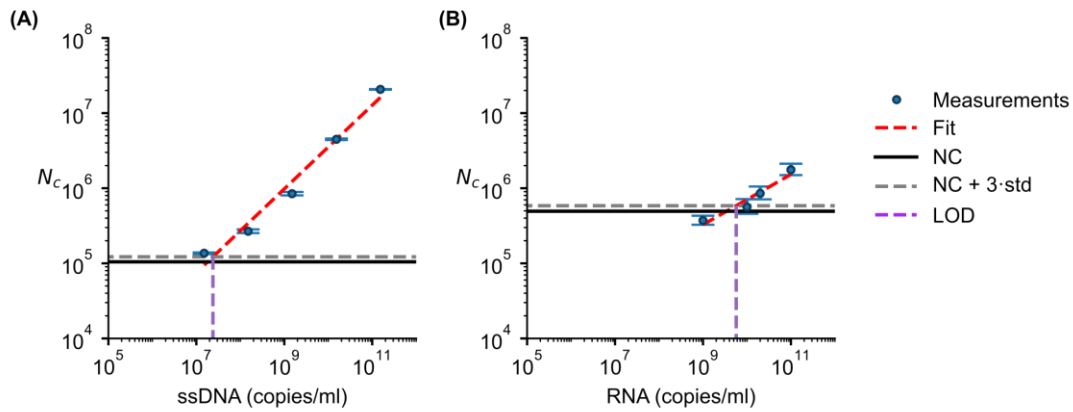 (A)
N_c
10^8
10^7
10^6
10^5
10^4
10^5 10^7 10^9 10^11
ssDNA (copies/ml)
(B)
N_c
10^8
10^7
10^6
10^5
10^4
10^5 10^7 10^9 10^11
RNA (copies/ml)
Measurements
Fit
NC
NC + 3·std
LOD